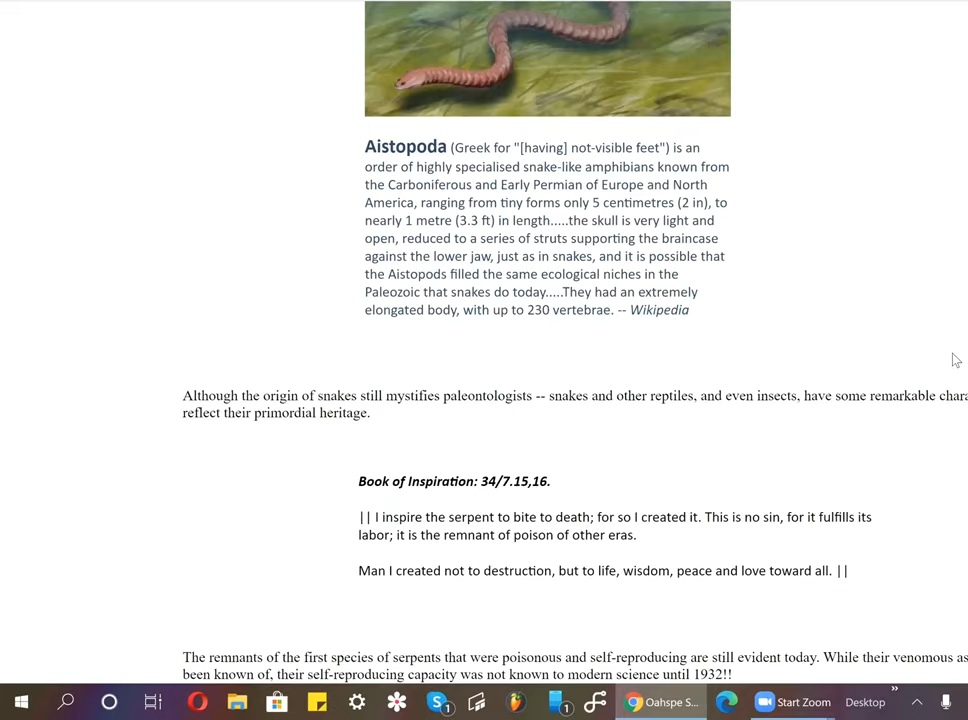 Aistopoda (Greek for "[having] not-visible feet") is an
order of highly specialised snake-like amphibians known from
the Carboniferous and Early Permian of Europe and North
America, ranging from tiny forms only 5 centimetres (2 in), to
nearly 1 metre (3.3 ft) in length.....the skull is very light and
open, reduced to a series of struts supporting the braincase
against the lower jaw, just as in snakes, and it is possible that
the Aistopods filled the same ecological niches in the
Paleozoic that snakes do today.....They had an extremely
elongated body, with up to 230 vertebrae. -- Wikipedia
Although the origin of snakes still mystifies paleontologists -- snakes and other reptiles, and even insects, have some remarkable chara
reflect their primordial heritage.
Book of Inspiration: 34/7.15,16.
|| I inspire the serpent to bite to death; for so I created it. This is no sin, for it fulfills its
labor; it is the remnant of poison of other eras.
Man I created not to destruction, but to life, wisdom, peace and love toward all. ||
The remnants of the first species of serpents that were poisonous and self-reproducing are still evident today. While their venomous as
been known of, their self-reproducing capacity was not known to modern science until 1932!!
1 1 Oahspe S... Start Zoom Desktop »